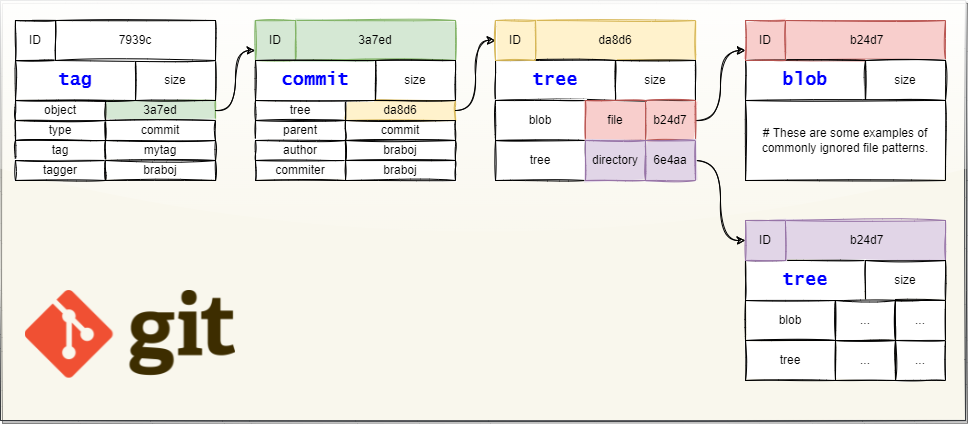 ID 7939c
tag size
object 3a7ed
type commit
tag mytag
tagger braboj
ID 3a7ed
commit size
tree da8d6
parent commit
author braboj
commiter braboj
ID da8d6
tree size
blob file b24d7
tree directory 6e4aa
ID b24d7
blob size
# These are some examples of
commonly ignored file patterns.
ID b24d7
tree size
blob ... ...
tree ... ...
git